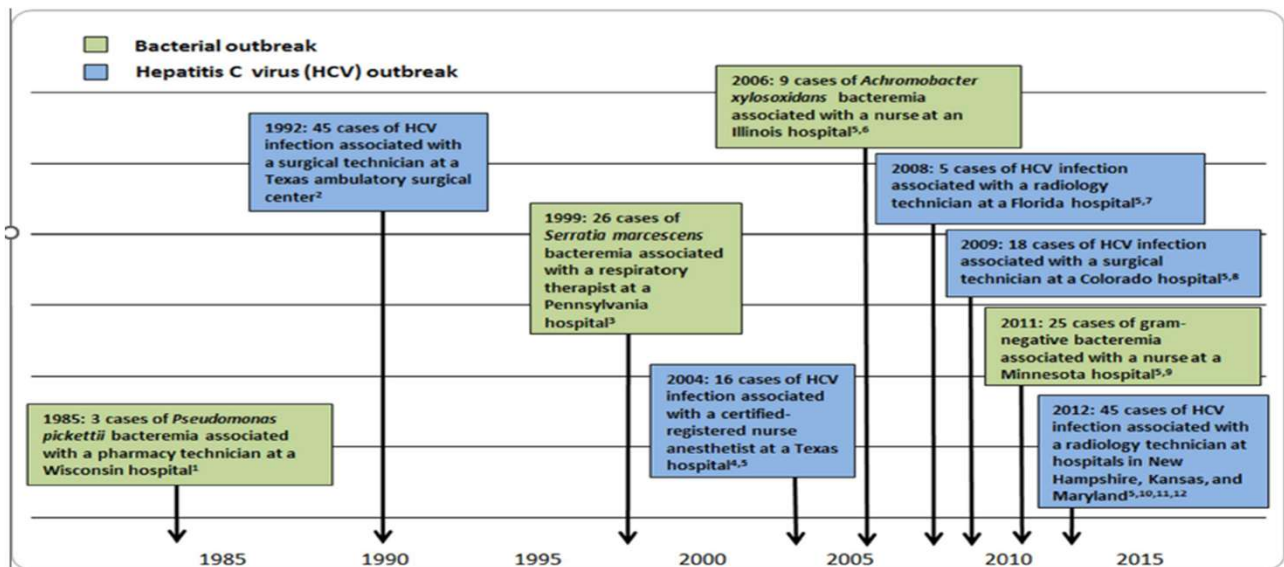 Bacterial outbreak
Hepatitis C virus (HCV) outbreak
2006: 9 cases of Achromobacter
xylosoxidans bacteremia
associated with a nurse at an
Illinois hospital⁵,⁶
1992: 45 cases of HCV
infection associated with
a surgical technician at a
Texas ambulatory surgical
center²
2008: 5 cases of HCV infection
associated with a radiology
technician at a Florida hospital⁵,⁷
1999: 26 cases of
Serratia marcescens
bacteremia associated
with a respiratory
therapist at a
Pennsylvania
hospital³
2009: 18 cases of HCV infection
associated with a surgical
technician at a Colorado hospital⁵,⁸
2011: 25 cases of gram-
negative bacteremia
associated with a nurse at a
Minnesota hospital⁵,⁹
2004: 16 cases of HCV
infection associated
with a certified-
registered nurse
anesthetist at a Texas
hospital⁴,⁵
1985: 3 cases of Pseudomonas
pickettii bacteremia associated
with a pharmacy technician at a
Wisconsin hospital¹
2012: 45 cases of HCV
infection associated with
a radiology technician at
hospitals in New
Hampshire, Kansas, and
Maryland⁵,¹⁰,¹¹,¹²
1985 1990 1995 2000 2005 2010 2015